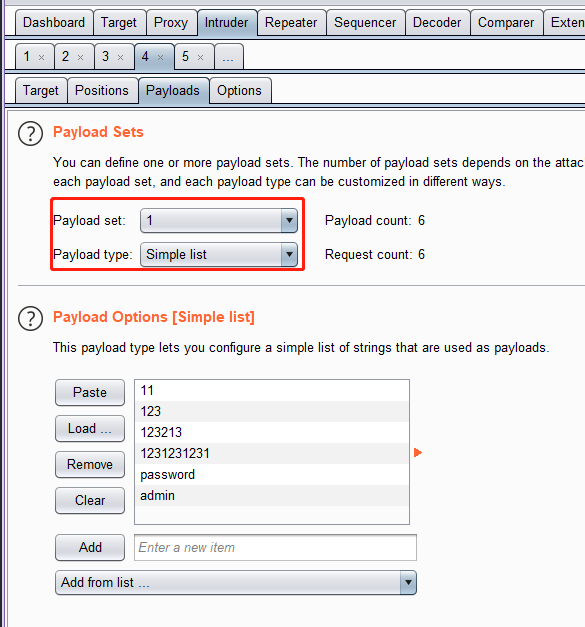 Dashboard Target Proxy Intruder Repeater Sequencer Decoder Comparer Exten
1 × 2 × 3 × 4 × 5 × ...
Target Positions Payloads Options
? Payload Sets
You can define one or more payload sets. The number of payload sets depends on the attac
each payload set, and each payload type can be customized in different ways.
Payload set: 1 Payload count: 6
Payload type: Simple list Request count: 6
? Payload Options [Simple list]
This payload type lets you configure a simple list of strings that are used as payloads.
Paste 11
123
Load ... 123213
1231231231
Remove password
Clear admin
Add Enter a new item
Add from list ...